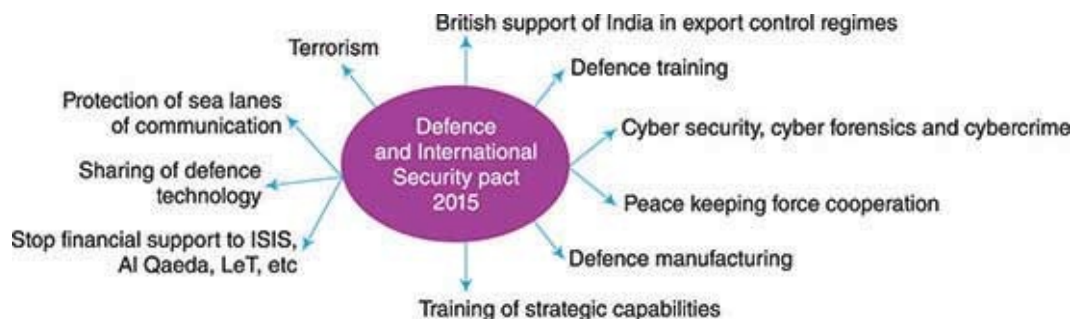 British support of India in export control regimes
Terrorism
Defence training
Protection of sea lanes
of communication
Defence
and International
Security pact
2015
Cyber security, cyber forensics and cybercrime
Sharing of defence
technology
Peace keeping force cooperation
Stop financial support to ISIS,
Al Qaeda, LeT, etc
Defence manufacturing
Training of strategic capabilities